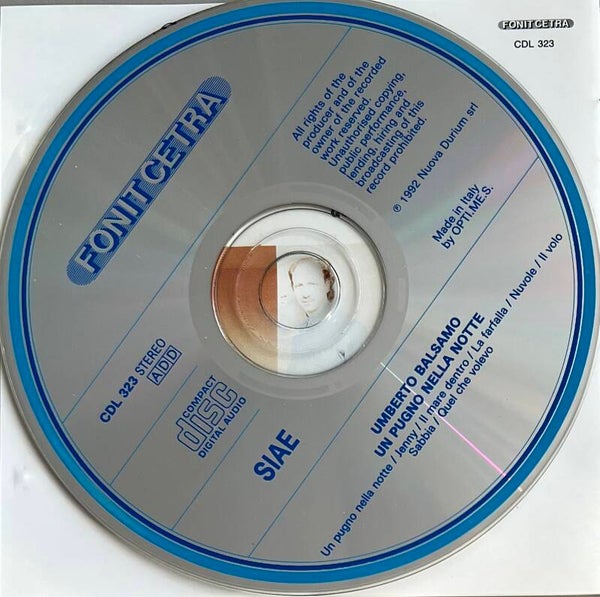 FONIT CETRA
CDL 323
FONIT CETRA
All rights of the
producer and of the
owner of the recorded
work reserved.
Unauthorised copying,
public performance,
lending, hiring and
broadcasting of this
record prohibited.
℗ 1992 Nuova Durium srl
Made in Italy
by OPTI.ME.S.
CDL 323 STEREO
ADD
COMPACT
disc
DIGITAL AUDIO
SIAE
UMBERTO BALSAMO
UN PUGNO NELLA NOTTE
Un pugno nella notte / Jenny / Il mare dentro / La farfalla / Nuvole / Il volo
Sabbia / Quel che volevo